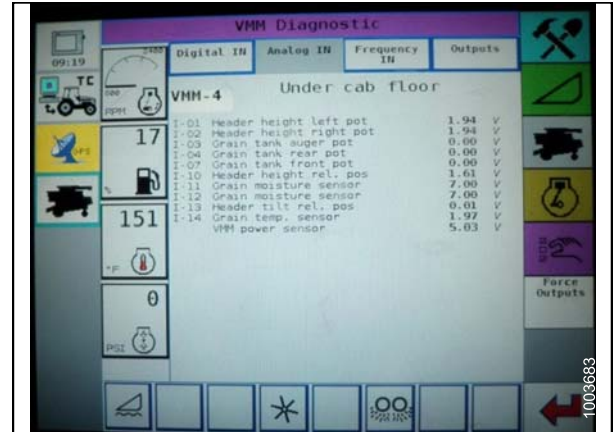 VMM Diagnostic
09:19
TC
GPS
2400
800
RPM
17
%
151
°F
0
PSI
Digital IN
Analog IN
Frequency IN
Outputs
VMM-4
Under cab floor
I-01 Header height left pot 1.94 V
I-02 Header height right pot 1.94 V
I-03 Grain tank auger pot 0.00 V
I-04 Grain tank rear pot 0.00 V
I-07 Grain tank front pot 0.00 V
I-10 Header height rel. pos 1.61 V
I-11 Grain moisture sensor 7.00 V
I-12 Grain moisture sensor 7.00 V
I-13 Header tilt rel. pos 0.01 V
I-14 Grain temp. sensor 1.97 V
VMM power sensor 5.03 V
Force
Outputs
1003683